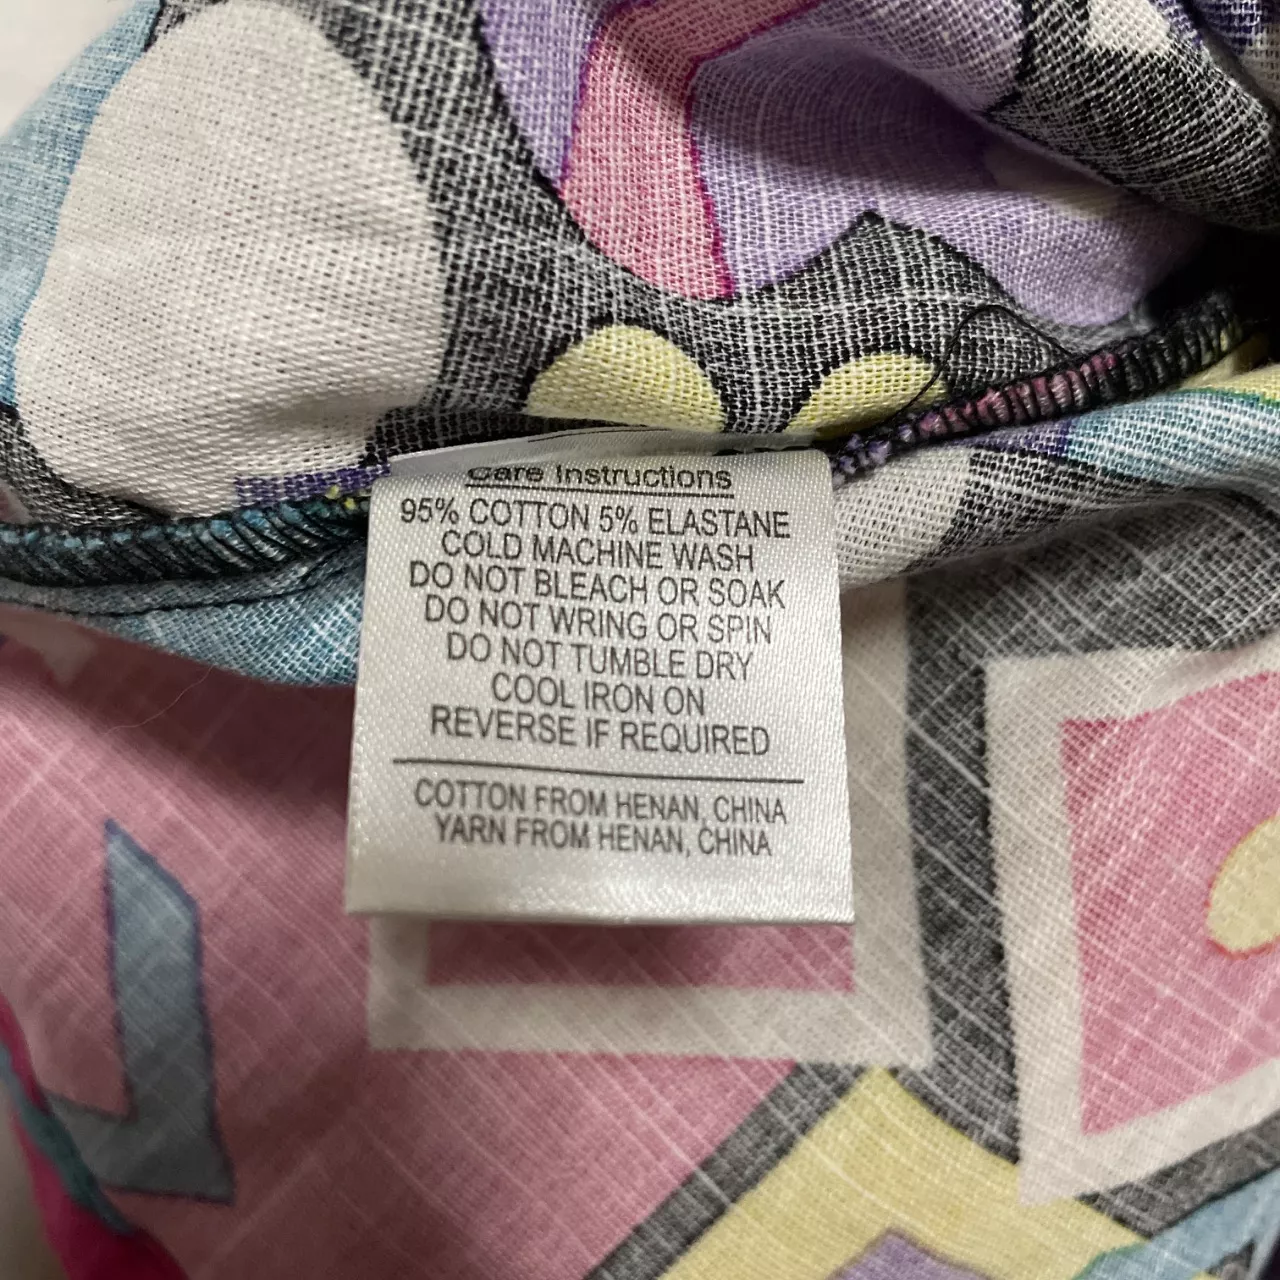 Care Instructions
95% COTTON 5% ELASTANE
COLD MACHINE WASH
DO NOT BLEACH OR SOAK
DO NOT WRING OR SPIN
DO NOT TUMBLE DRY
COOL IRON ON
REVERSE IF REQUIRED
COTTON FROM HENAN, CHINA
YARN FROM HENAN, CHINA